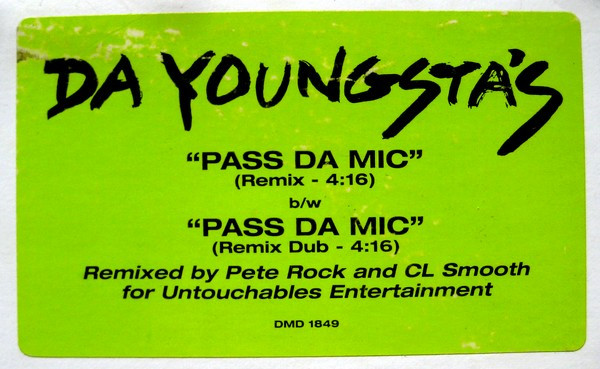 DA YOUNGSTA'S
“PASS DA MIC”
(Remix - 4:16)
b/w
“PASS DA MIC”
(Remix Dub - 4:16)
Remixed by Pete Rock and CL Smooth
for Untouchables Entertainment
DMD 1849